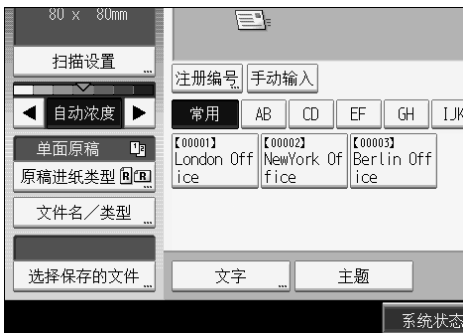 80 × 80mm
扫描设置
注册编号
手动输入
自动浓度
常用
AB
CD
EF
GH
IJK
单面原稿
原稿进纸类型
【00001】
London Off
ice
【00002】
NewYork Of
fice
【00003】
Berlin Off
ice
文件名/类型
选择保存的文件
文字
主题
系统状态